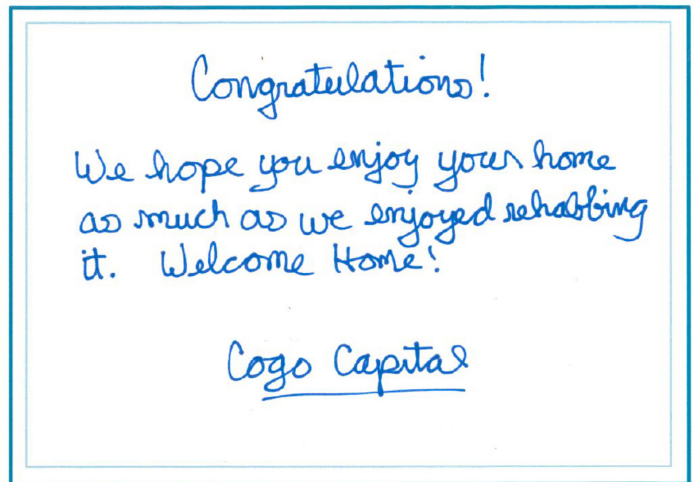 Congratulations!
We hope you enjoy your home
as much as we enjoyed rehabbing
it. Welcome Home!
Cogo Capital